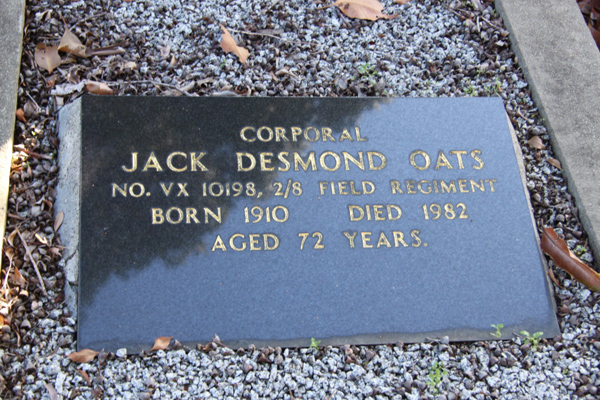 CORPORAL
JACK DESMOND OATS
NO. VX 10198, 2/8 FIELD REGIMENT
BORN 1910 DIED 1982
AGED 72 YEARS.